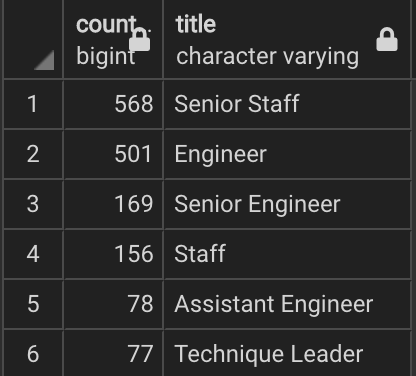 count. title
bigint character varying
1 568 Senior Staff
2 501 Engineer
3 169 Senior Engineer
4 156 Staff
5 78 Assistant Engineer
6 77 Technique Leader